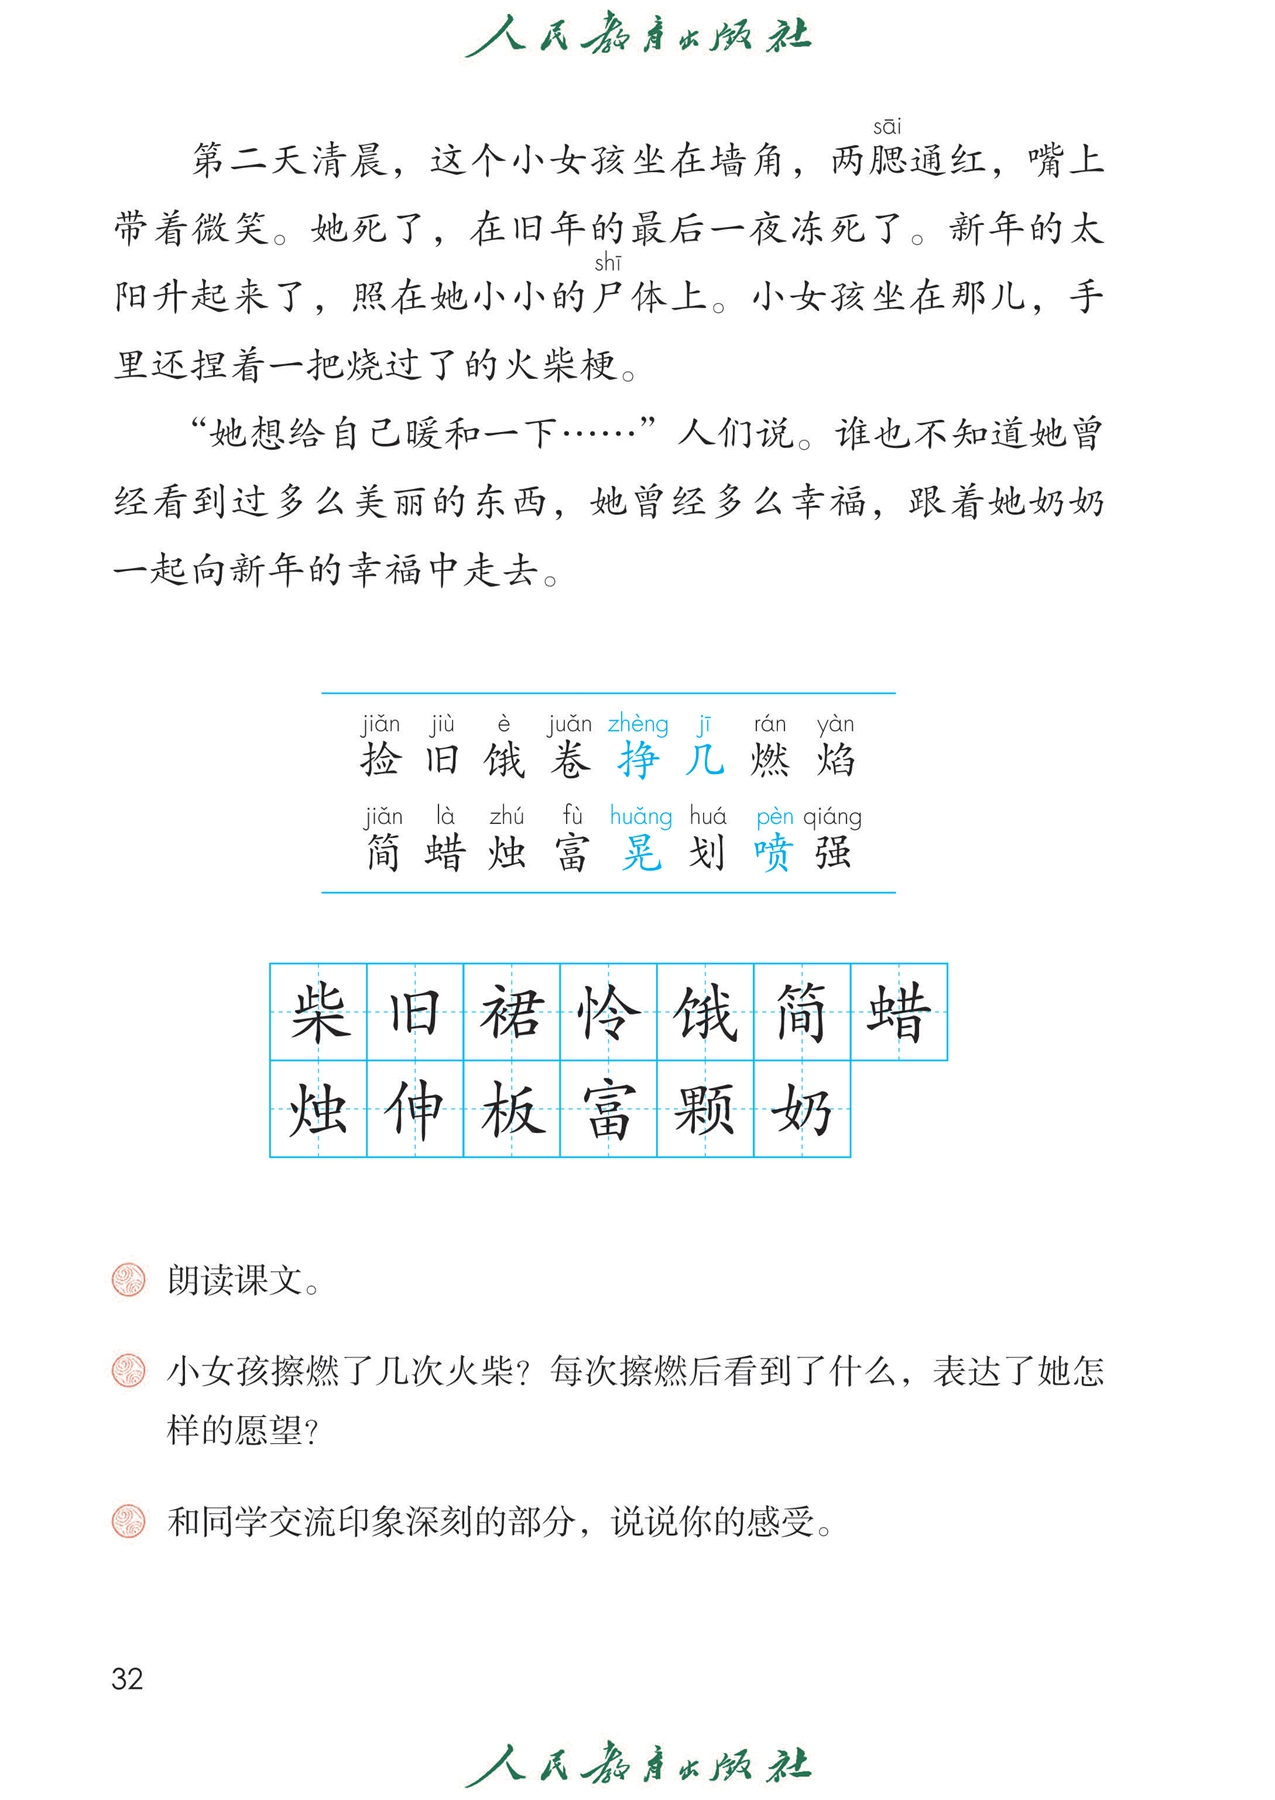 人民教育出版社
sāi
第二天清晨，这个小女孩坐在墙角，两腮通红，嘴上
带着微笑。她死了，在旧年的最后一夜冻死了。新年的太
shī
阳升起来了，照在她小小的尸体上。小女孩坐在那儿，手
里还捏着一把烧过了的火柴梗。
“她想给自己暖和一下……”人们说。谁也不知道她曾
经看到过多么美丽的东西，她曾经多么幸福，跟着她奶奶
一起向新年的幸福中走去。
jiǎn jiù è juǎn zhèng jī rán yàn
捡 旧 饿 卷 挣 几 燃 焰
jiǎn là zhú fù huǎng huá pèn qiáng
简 蜡 烛 富 晃 划 喷 强
柴 旧 裙 怜 饿 简 蜡
烛 伸 板 富 颗 奶
朗读课文。
小女孩擦燃了几次火柴？每次擦燃后看到了什么，表达了她怎
样的愿望？
和同学交流印象深刻的部分，说说你的感受。
32
人民教育出版社